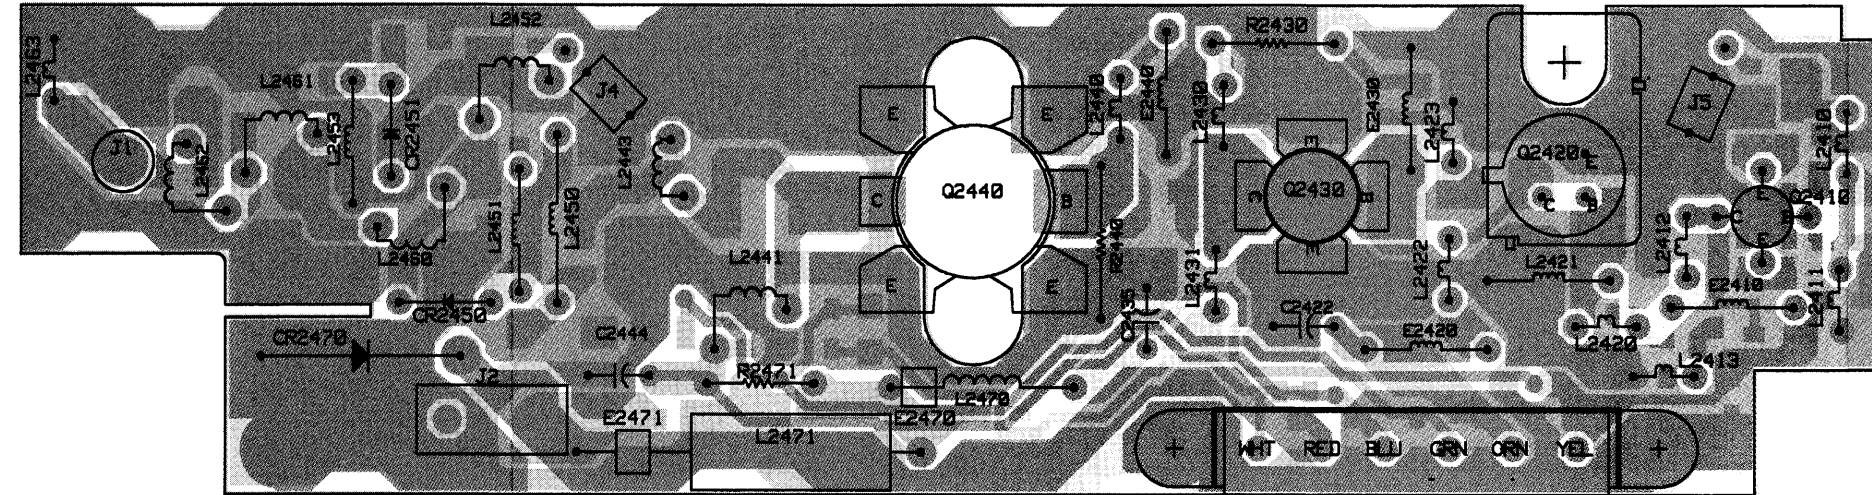 L2452
R2430
L2463
L2461
J4
L2440
E2440
L2430
E2430
L2423
J5
L2410
E
E
E
J1
L2453
CR2451
L2443
Q2420
E
L2462
Q2440
Q2430
Q2410
C
B
C
B
C
B
E
C
B
L2451
L2450
L2460
R2440
E
L2412
E
L2441
L2431
L2422
L2421
E
E
E2410
L2411
CR2450
C2435
C2422
CR2470
C2444
E2420
L2420
J2
R2471
L2413
L2470
E2471
E2470
L2471
WHT RED BLU GRN ORN YEL